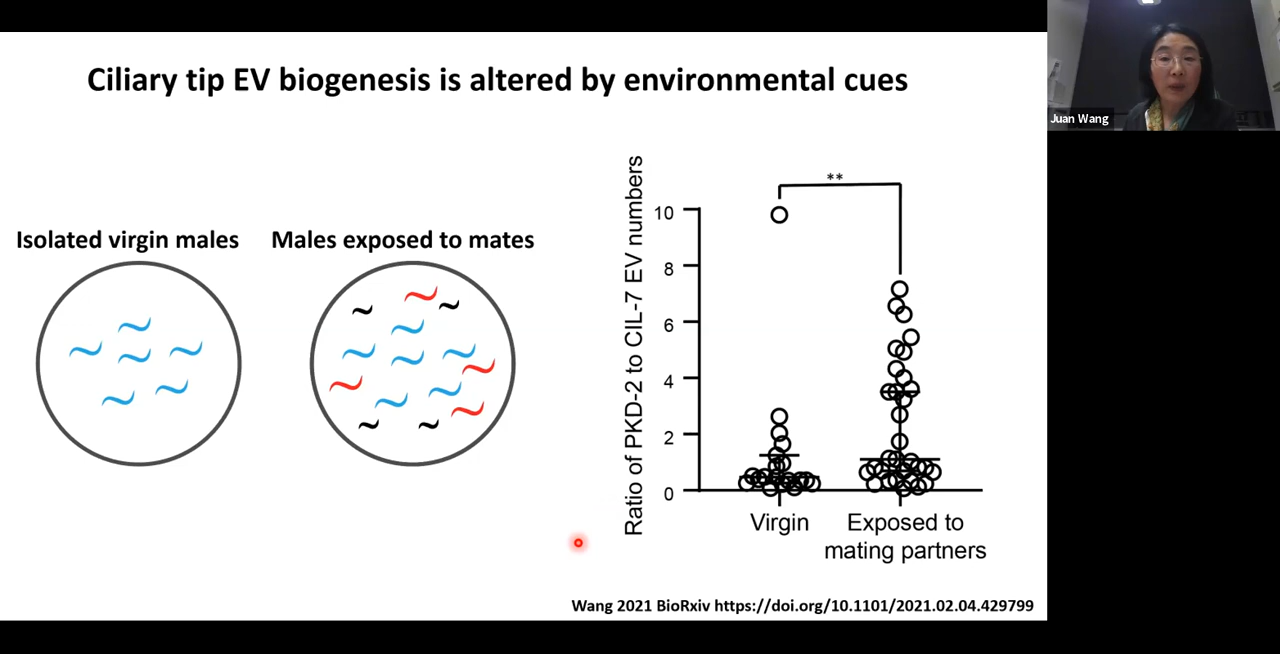 Ciliary tip EV biogenesis is altered by environmental cues
Juan Wang
Isolated virgin males
Males exposed to mates
Ratio of PKD-2 to CIL-7 EV numbers
**
10
8
6
4
2
0
Virgin
Exposed to
mating partners
Wang 2021 BioRxiv https://doi.org/10.1101/2021.02.04.429799